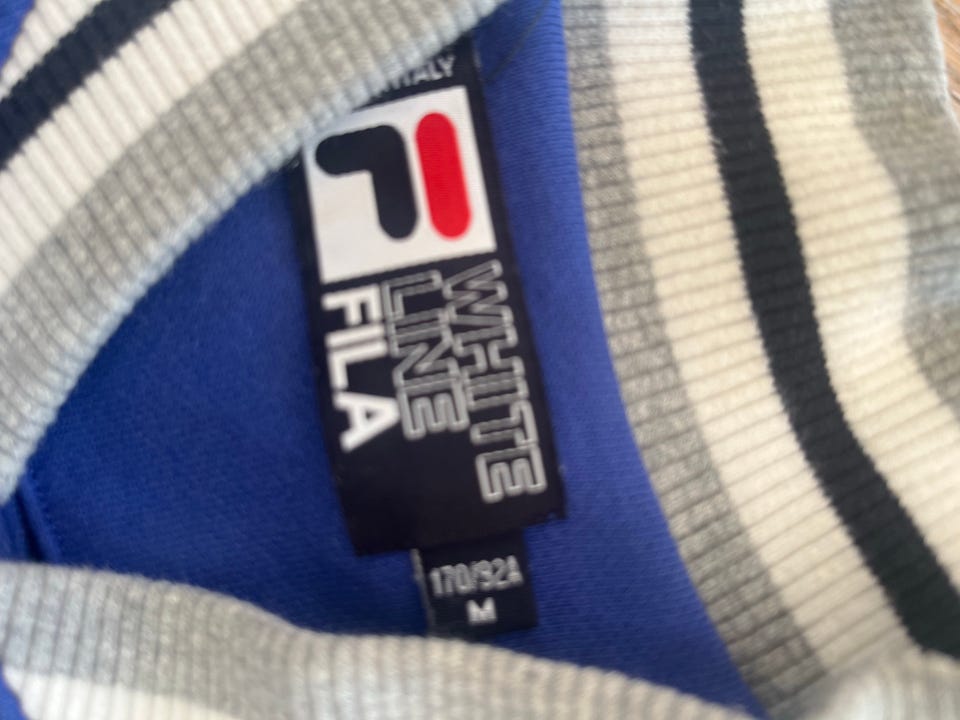 ITALY
WHITE
LINE
FILA
170/92A
M